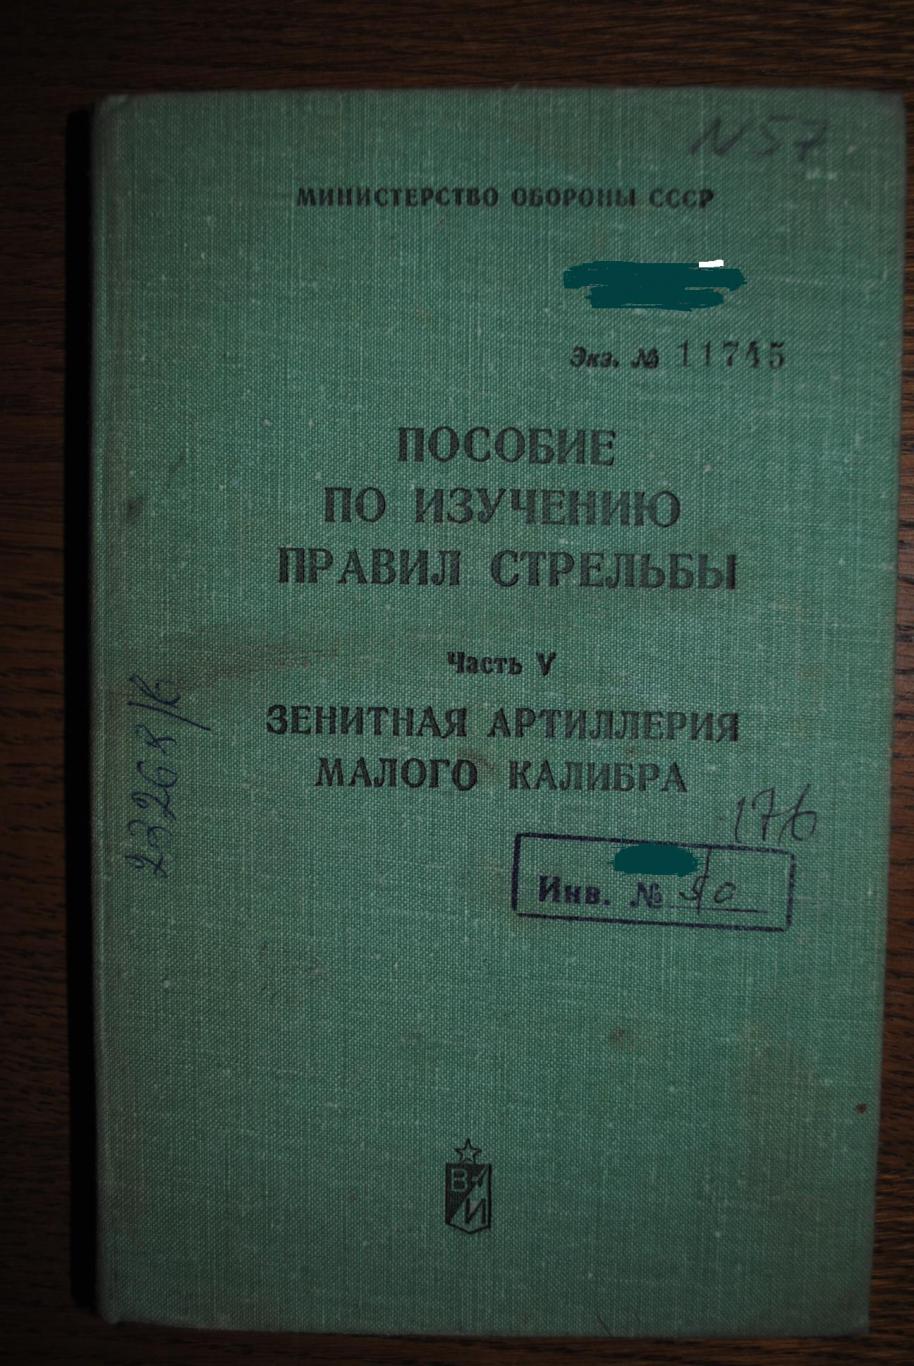 N57
МИНИСТЕРСТВО ОБОРОНЫ СССР
Экз. № 11745
ПОСОБИЕ
ПО ИЗУЧЕНИЮ
ПРАВИЛ СТРЕЛЬБЫ
Часть V
ЗЕНИТНАЯ АРТИЛЛЕРИЯ
МАЛОГО КАЛИБРА
176
Инв. №
В И